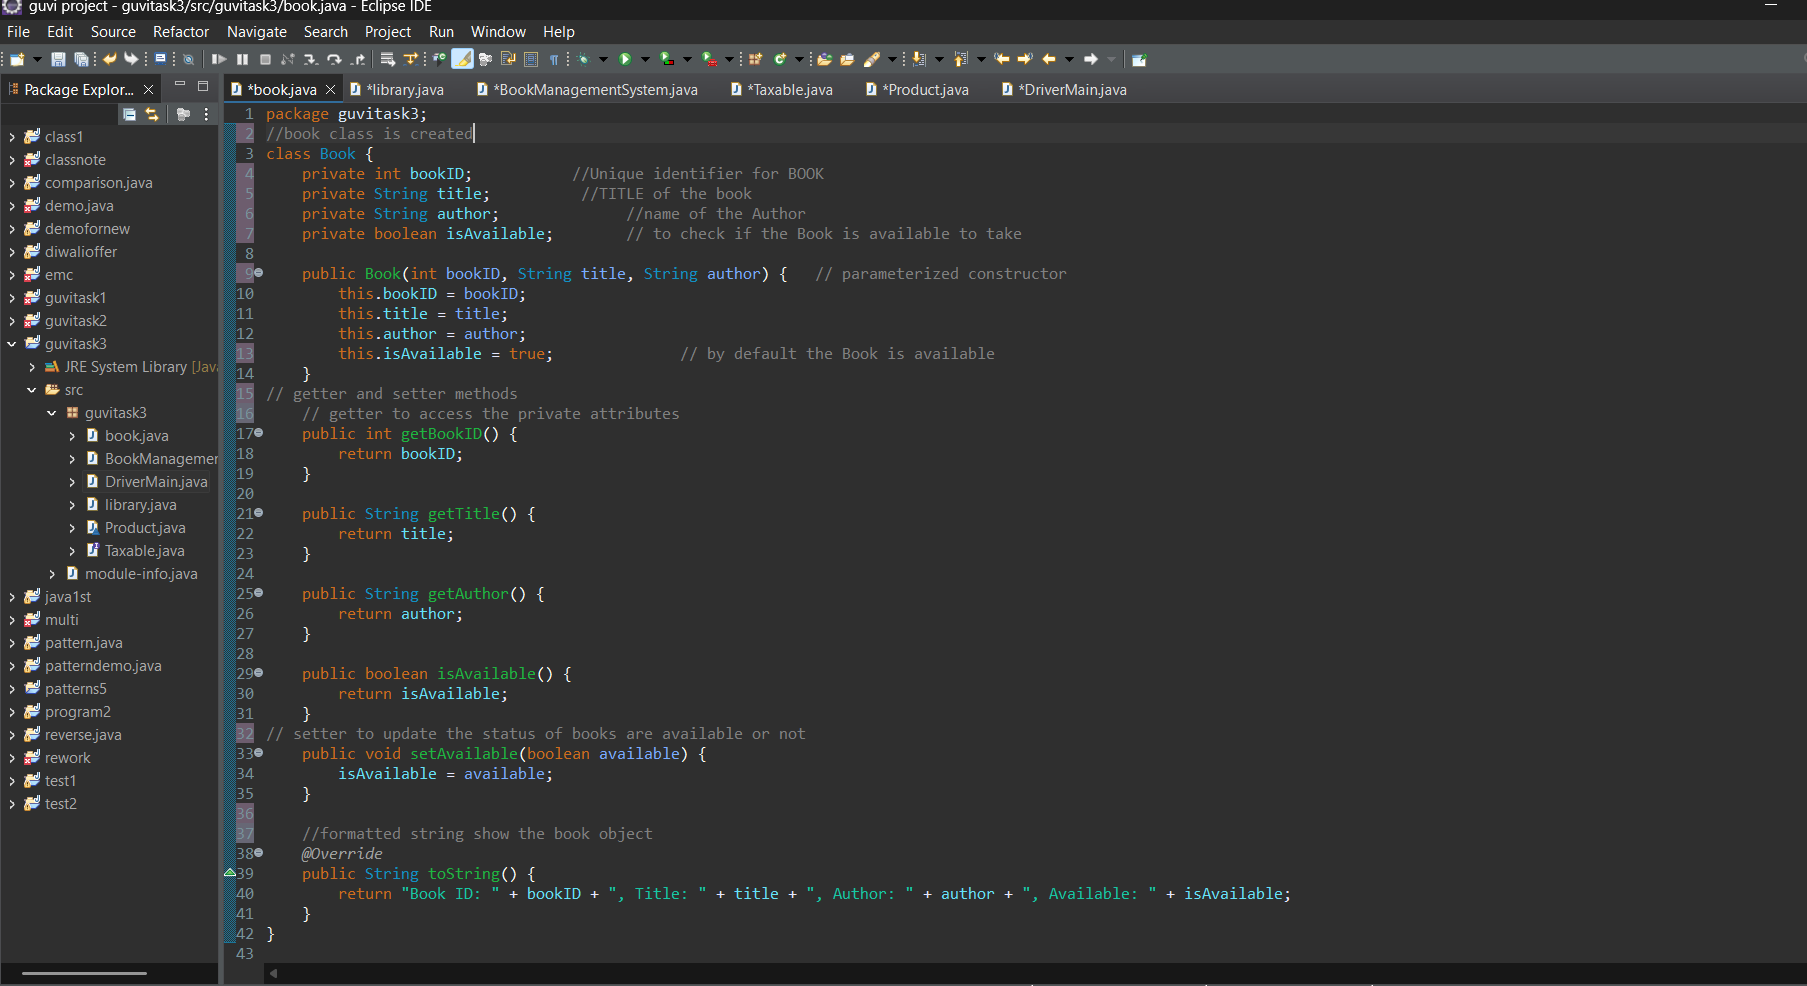 guvi project - guvitask3/src/guvitask3/book.java - Eclipse IDE
File Edit Source Refactor Navigate Search Project Run Window Help
Package Explor...
*book.java *library.java *BookManagementSystem.java *Taxable.java *Product.java *DriverMain.java
class1
classnote
comparison.java
demo.java
demofornew
diwalioffer
emc
guvitask1
guvitask2
guvitask3
JRE System Library [Java
src
guvitask3
book.java
BookManagemen
DriverMain.java
library.java
Product.java
Taxable.java
module-info.java
java1st
multi
pattern.java
patterndemo.java
patterns5
program2
reverse.java
rework
test1
test2
1 package guvitask3;
2 //book class is created
3 class Book {
4 private int bookID; //Unique identifier for BOOK
5 private String title; //TITLE of the book
6 private String author; //name of the Author
7 private boolean isAvailable; // to check if the Book is available to take
8
9 public Book(int bookID, String title, String author) { // parameterized constructor
10 this.bookID = bookID;
11 this.title = title;
12 this.author = author;
13 this.isAvailable = true; // by default the Book is available
14 }
15 // getter and setter methods
16 // getter to access the private attributes
17 public int getBookID() {
18 return bookID;
19 }
20
21 public String getTitle() {
22 return title;
23 }
24
25 public String getAuthor() {
26 return author;
27 }
28
29 public boolean isAvailable() {
30 return isAvailable;
31 }
32 // setter to update the status of books are available or not
33 public void setAvailable(boolean available) {
34 isAvailable = available;
35 }
36
37 //formatted string show the book object
38 @Override
39 public String toString() {
40 return "Book ID: " + bookID + ", Title: " + title + ", Author: " + author + ", Available: " + isAvailable;
41 }
42 }
43